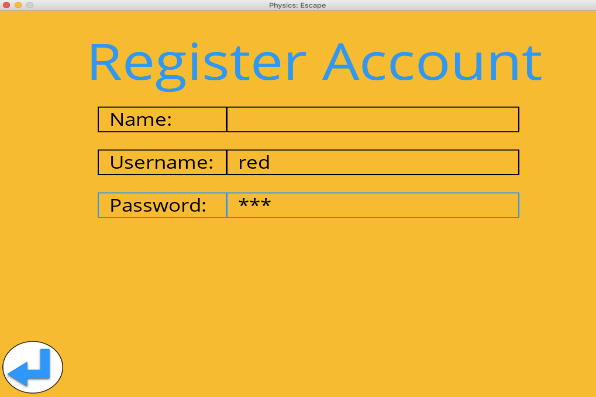 Physics: Escape
Register Account
Name:
Username: red
Password: ***